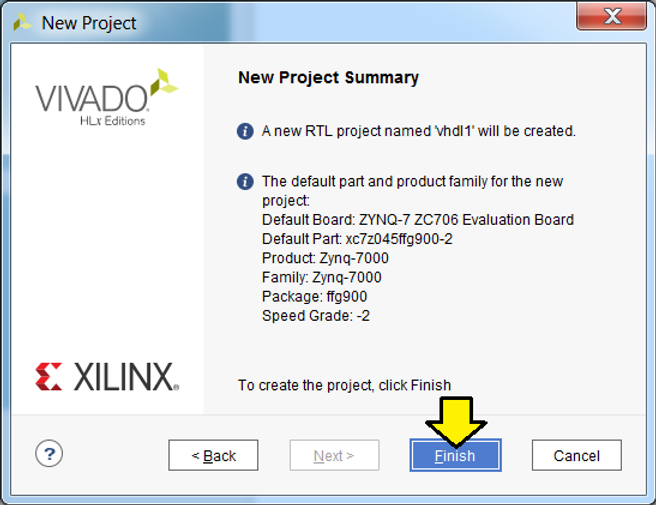 New Project
VIVADO
HLx Editions
New Project Summary
A new RTL project named 'vhdl1' will be created.
The default part and product family for the new
project:
Default Board: ZYNQ-7 ZC706 Evaluation Board
Default Part: xc7z045ffg900-2
Product: Zynq-7000
Family: Zynq-7000
Package: ffg900
Speed Grade: -2
XILINX
To create the project, click Finish
? < Back Next > Finish Cancel